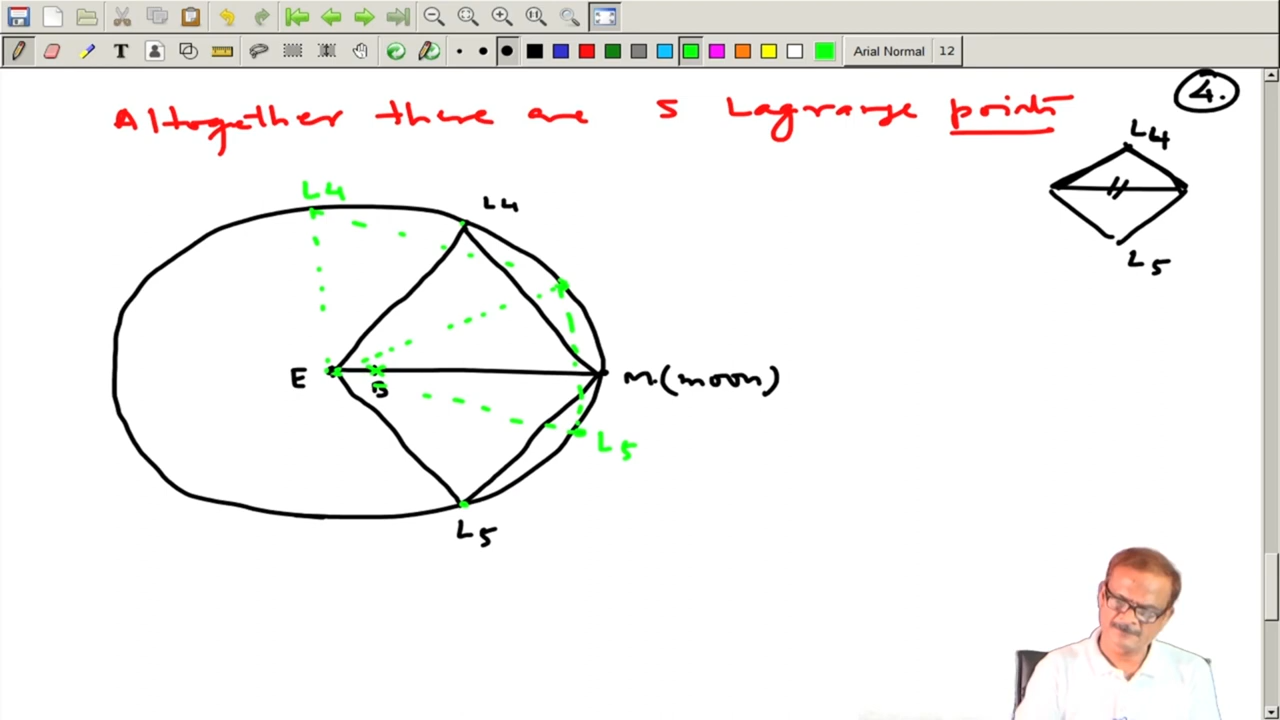 T Arial Normal 12
Altogether there are 5 Lagrange points
4.
L4
L5
L4
L4
E
B
M.(moon)
L5
L5